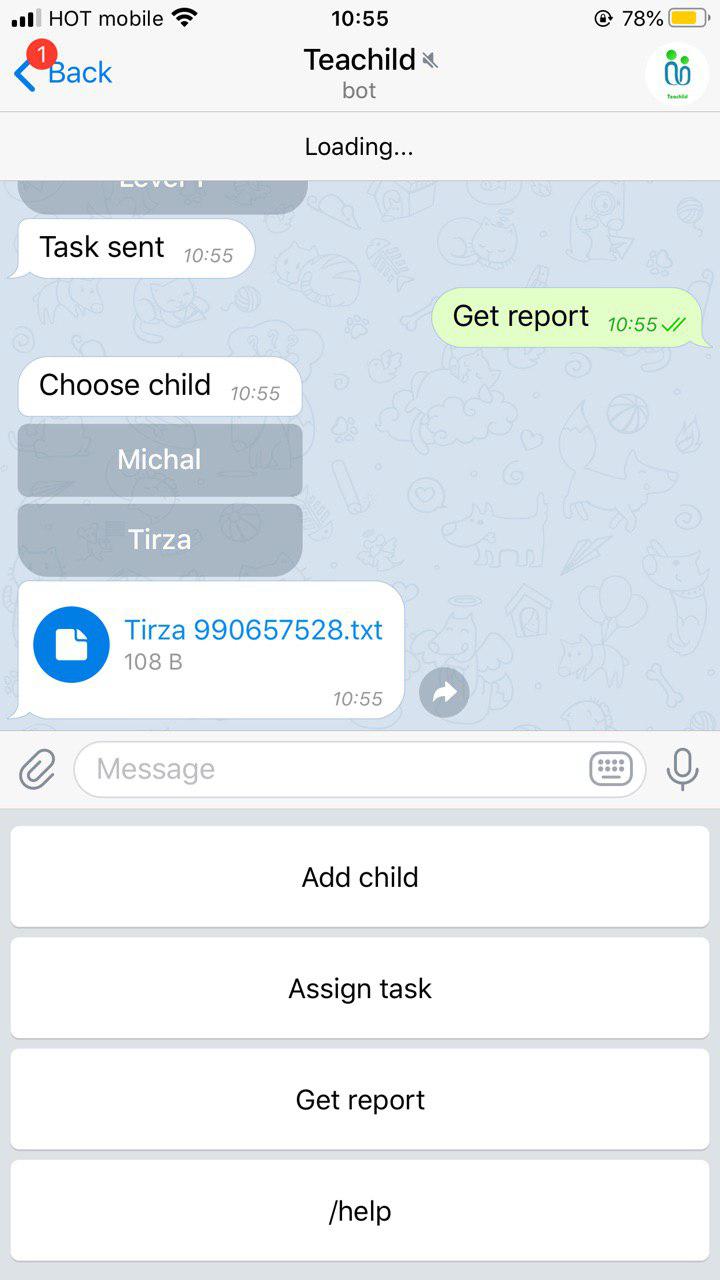 HOT mobile
10:55
78%
1
Back
Teachild
bot
Teachild
Loading...
Level 1
Task sent 10:55
Get report 10:55
Choose child 10:55
Michal
Tirza
Tirza 990657528.txt
108 B
10:55
Message
Add child
Assign task
Get report
/help